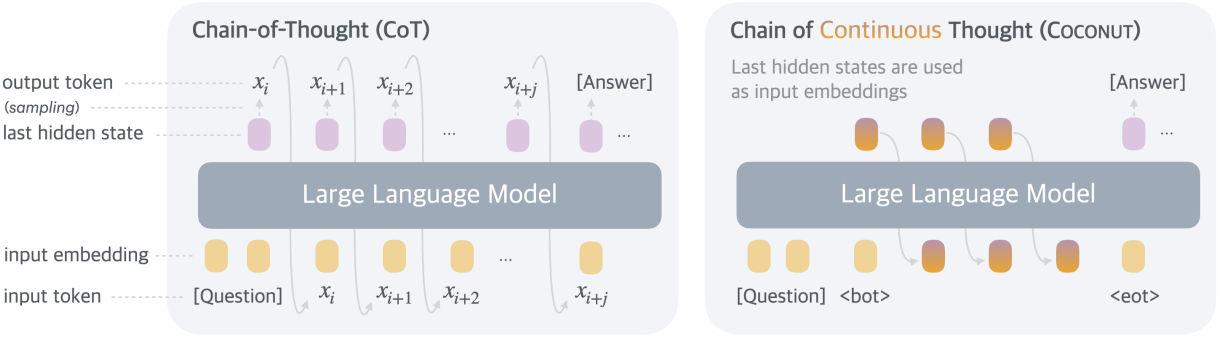 Chain-of-Thought (CoT)
output token
(sampling)
last hidden state
input embedding
input token
x_i x_{i+1} x_{i+2} x_{i+j} [Answer]
... ...
Large Language Model
...
[Question] x_i x_{i+1} x_{i+2} x_{i+j}
Chain of Continuous Thought (COCONUT)
Last hidden states are used
as input embeddings
[Answer]
...
Large Language Model
[Question] <bot> <eot>